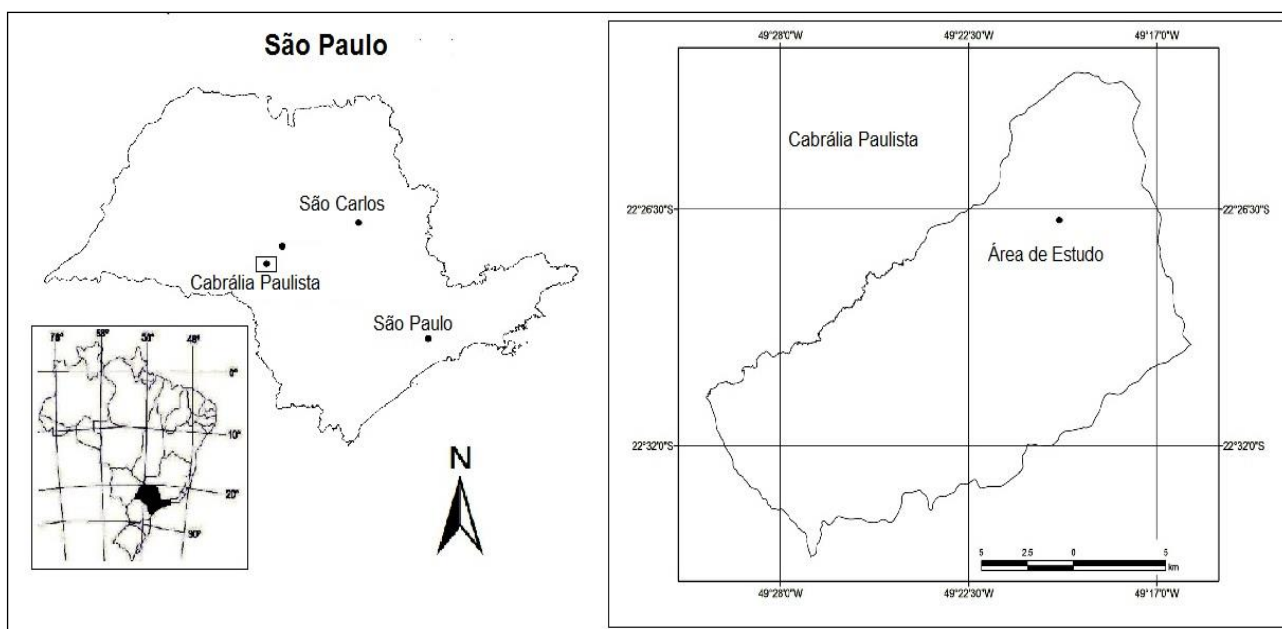 São Paulo
São Carlos
Cabrália Paulista
São Paulo
N
48°
0°
10°
20°
49°28'0"W 49°22'30"W 49°17'0"W
Cabrália Paulista
22°26'30"S 22°26'30"S
Área de Estudo
22°32'0"S 22°32'0"S
5 2.5 0 5
km
49°28'0"W 49°22'30"W 49°17'0"W